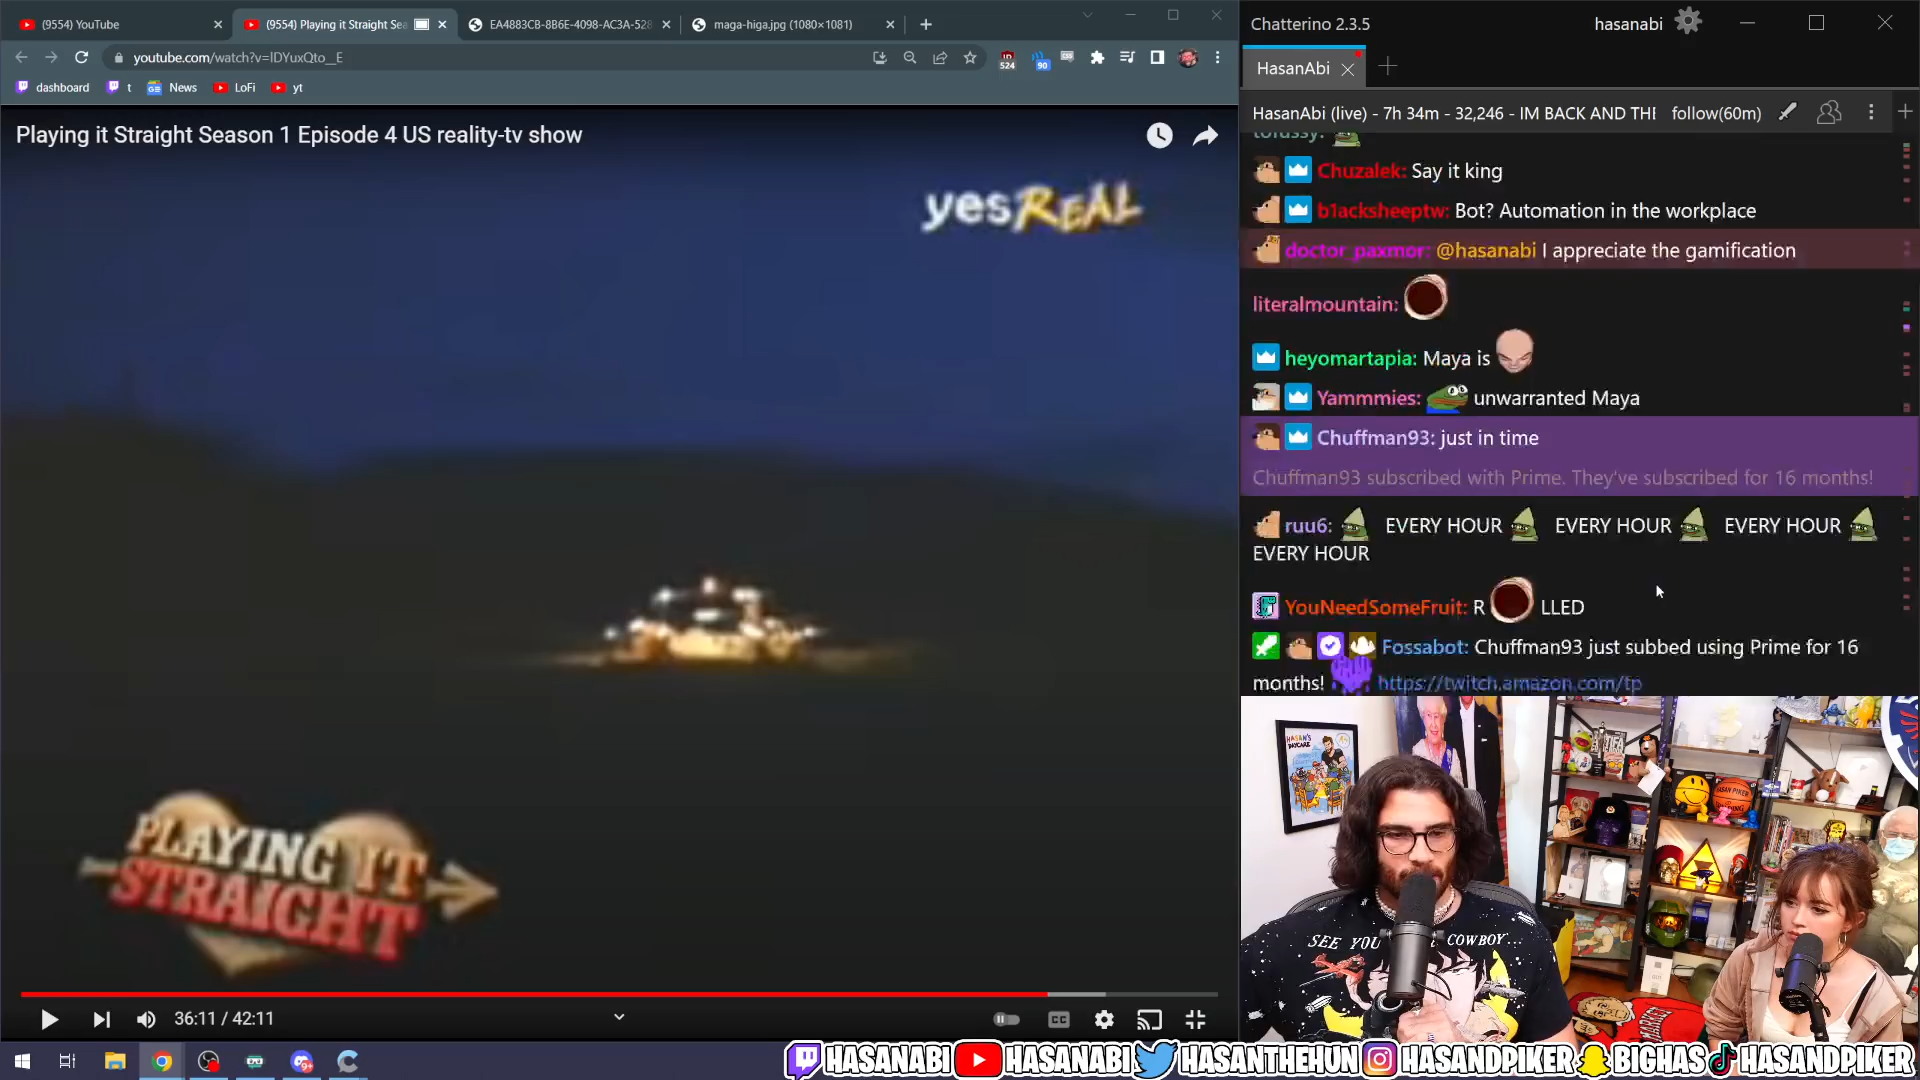 (9554) YouTube
(9554) Playing it Straight Sea
EA4883CB-8B6E-4098-AC3A-528
maga-higa.jpg (1080×1081)
youtube.com/watch?v=IDYuxQto__E
524
90
dashboard
t
News
LoFi
yt
Playing it Straight Season 1 Episode 4 US reality-tv show
yesREAL
PLAYING IT
STRAIGHT
36:11 / 42:11
CC
Chatterino 2.3.5
hasanabi
HasanAbi
HasanAbi (live) - 7h 34m - 32,246 - IM BACK AND THE
follow(60m)
Chuzalek: Say it king
b1acksheeptw: Bot? Automation in the workplace
doctor_paxmor: @hasanabi I appreciate the gamification
literalmountain:
heyomartapia: Maya is
Yammmies: unwarranted Maya
Chuffman93: just in time
Chuffman93 subscribed with Prime. They've subscribed for 16 months!
ruu6: EVERY HOUR EVERY HOUR EVERY HOUR
EVERY HOUR
YouNeedSomeFruit: R LLED
Fossabot: Chuffman93 just subbed using Prime for 16
months! https://twitch.amazon.com/tp
HASAN'S
DAYCARE
SEE YOU COWBOY...
HASANABI HASANABI HASANTHEHUN HASANDPIKER BIGHAS HASANDPIKER